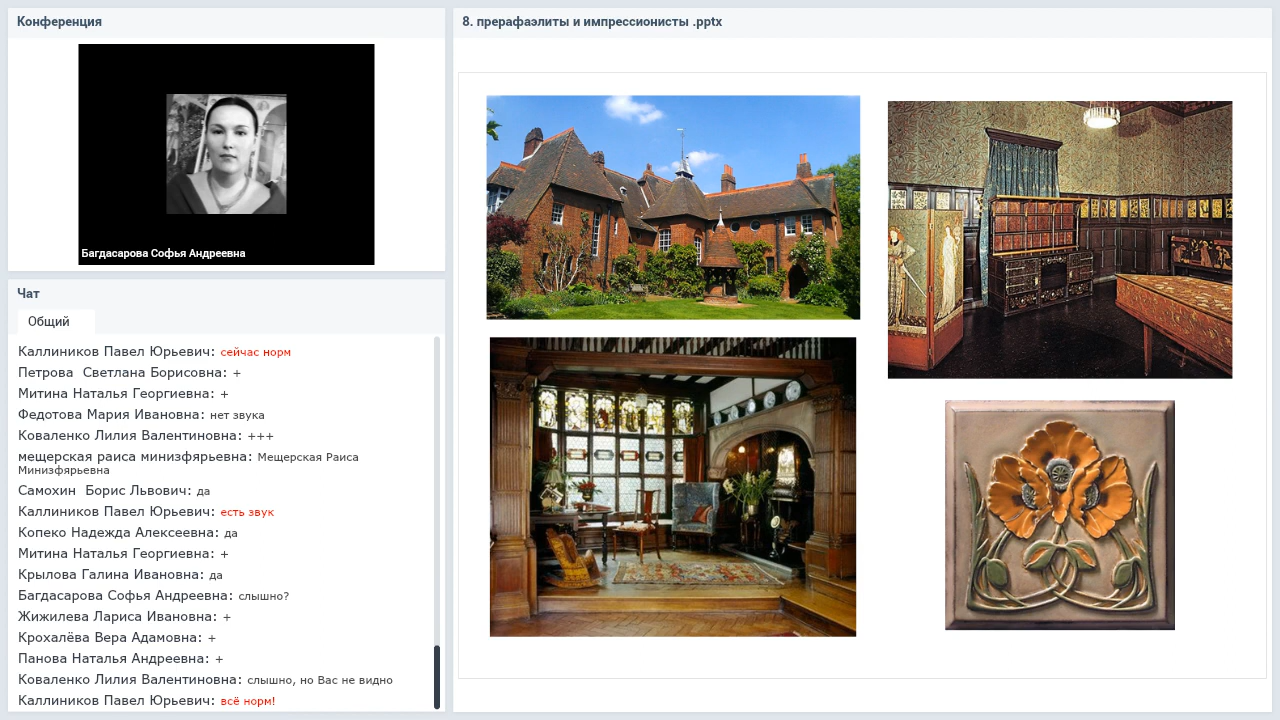 Конференция
Багдасарова Софья Андреевна
Чат
Общий
Каллиников Павел Юрьевич: сейчас норм
Петрова  Светлана Борисовна: +
Митина Наталья Георгиевна: +
Федотова Мария Ивановна: нет звука
Коваленко Лилия Валентиновна: +++
мещерская раиса минизфярьевна: Мещерская Раиса
Минизфярьевна
Самохин  Борис Львович: да
Каллиников Павел Юрьевич: есть звук
Копеко Надежда Алексеевна: да
Митина Наталья Георгиевна: +
Крылова Галина Ивановна: да
Багдасарова Софья Андреевна: слышно?
Жижилева Лариса Ивановна: +
Крохалёва Вера Адамовна: +
Панова Наталья Андреевна: +
Коваленко Лилия Валентиновна: слышно, но Вас не видно
Каллиников Павел Юрьевич: всё норм!
8. прерафаэлиты и импрессионисты .pptx